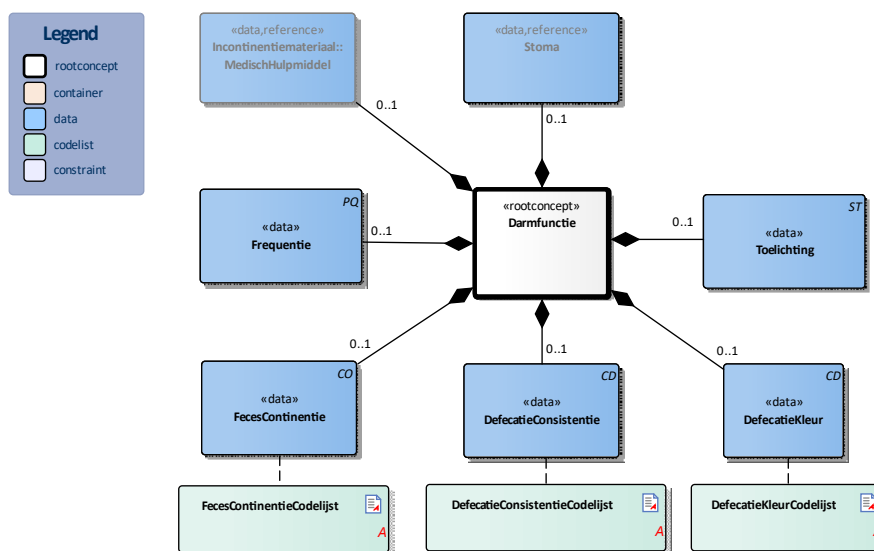 Legend
rootconcept
container
data
codelist
constraint
«data,reference»
Incontinentiemateriaal::
MedischHulpmiddel
«data,reference»
Stoma
0..1
0..1
«rootconcept»
Darmfunctie
PQ
«data»
Frequentie
0..1
ST
«data»
Toelichting
0..1
0..1
0..1
0..1
CO
«data»
FecesContinentie
CD
«data»
DefecatieConsistentie
CD
«data»
DefecatieKleur
FecesContinentieCodelijst
A
DefecatieConsistentieCodelijst
A
DefecatieKleurCodelijst